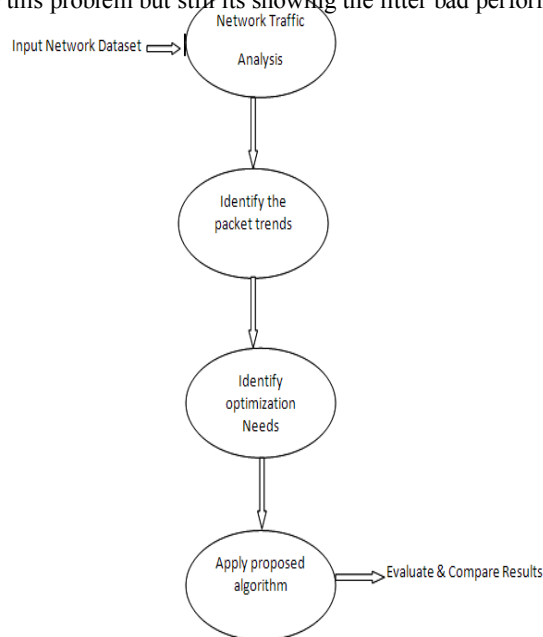 this problem but still its showing the litter bad perfor
Network Traffic
Analysis
Input Network Dataset
Identify the
packet trends
Identify
optimization
Needs
Apply proposed
algorithm
Evaluate & Compare Results